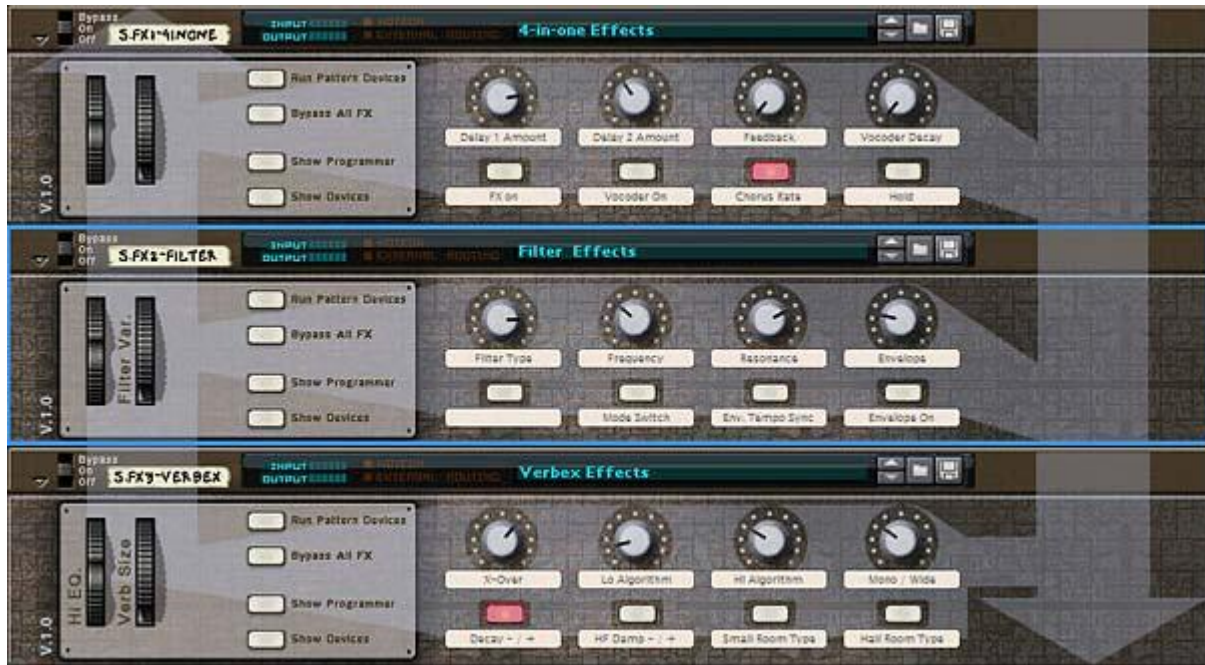 Bypass
On
Off
S.FX1-4INONE
INPUT
OUTPUT
EXTERNAL ROUTING
4-in-one Effects
Run Pattern Devices
Bypass All FX
Show Programmer
Show Devices
V.1.0
Delay 1 Amount
Delay 2 Amount
Feedback
Vocoder Decay
FX on
Vocoder On
Chorus Rate
Hold
Bypass
On
Off
S.FX2-FILTER
INPUT
OUTPUT
EXTERNAL ROUTING
Filter Effects
Filter Var.
Run Pattern Devices
Bypass All FX
Show Programmer
Show Devices
V.1.0
Filter Type
Frequency
Resonance
Envelope
Mode Switch
Env. Tempo Sync
Envelope On
Bypass
On
Off
S.FX3-VERBEX
INPUT
OUTPUT
EXTERNAL ROUTING
Verbex Effects
Hi EQ.
Verb Size
Run Pattern Devices
Bypass All FX
Show Programmer
Show Devices
V.1.0
X-Over
Lo Algorithm
Hi Algorithm
Mono / Wide
Decay - / +
HF Damp - / +
Small Room Type
Hall Room Type